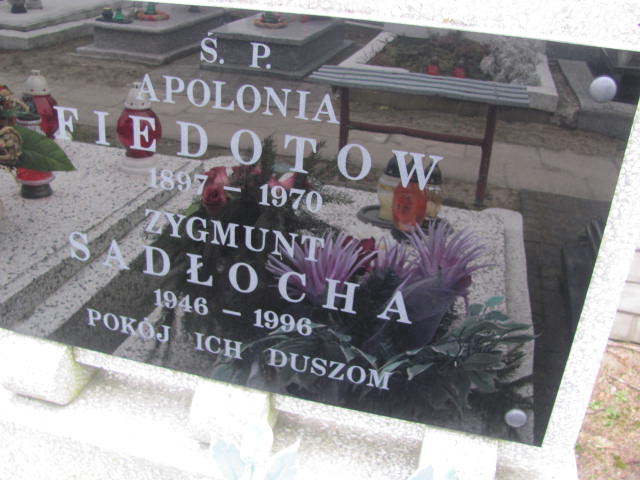 Ś. P.
APOLONIA
FIEDOTOW
1897 – 1970
ZYGMUNT
SADŁOCHA
1946 – 1996
POKÓJ ICH DUSZOM